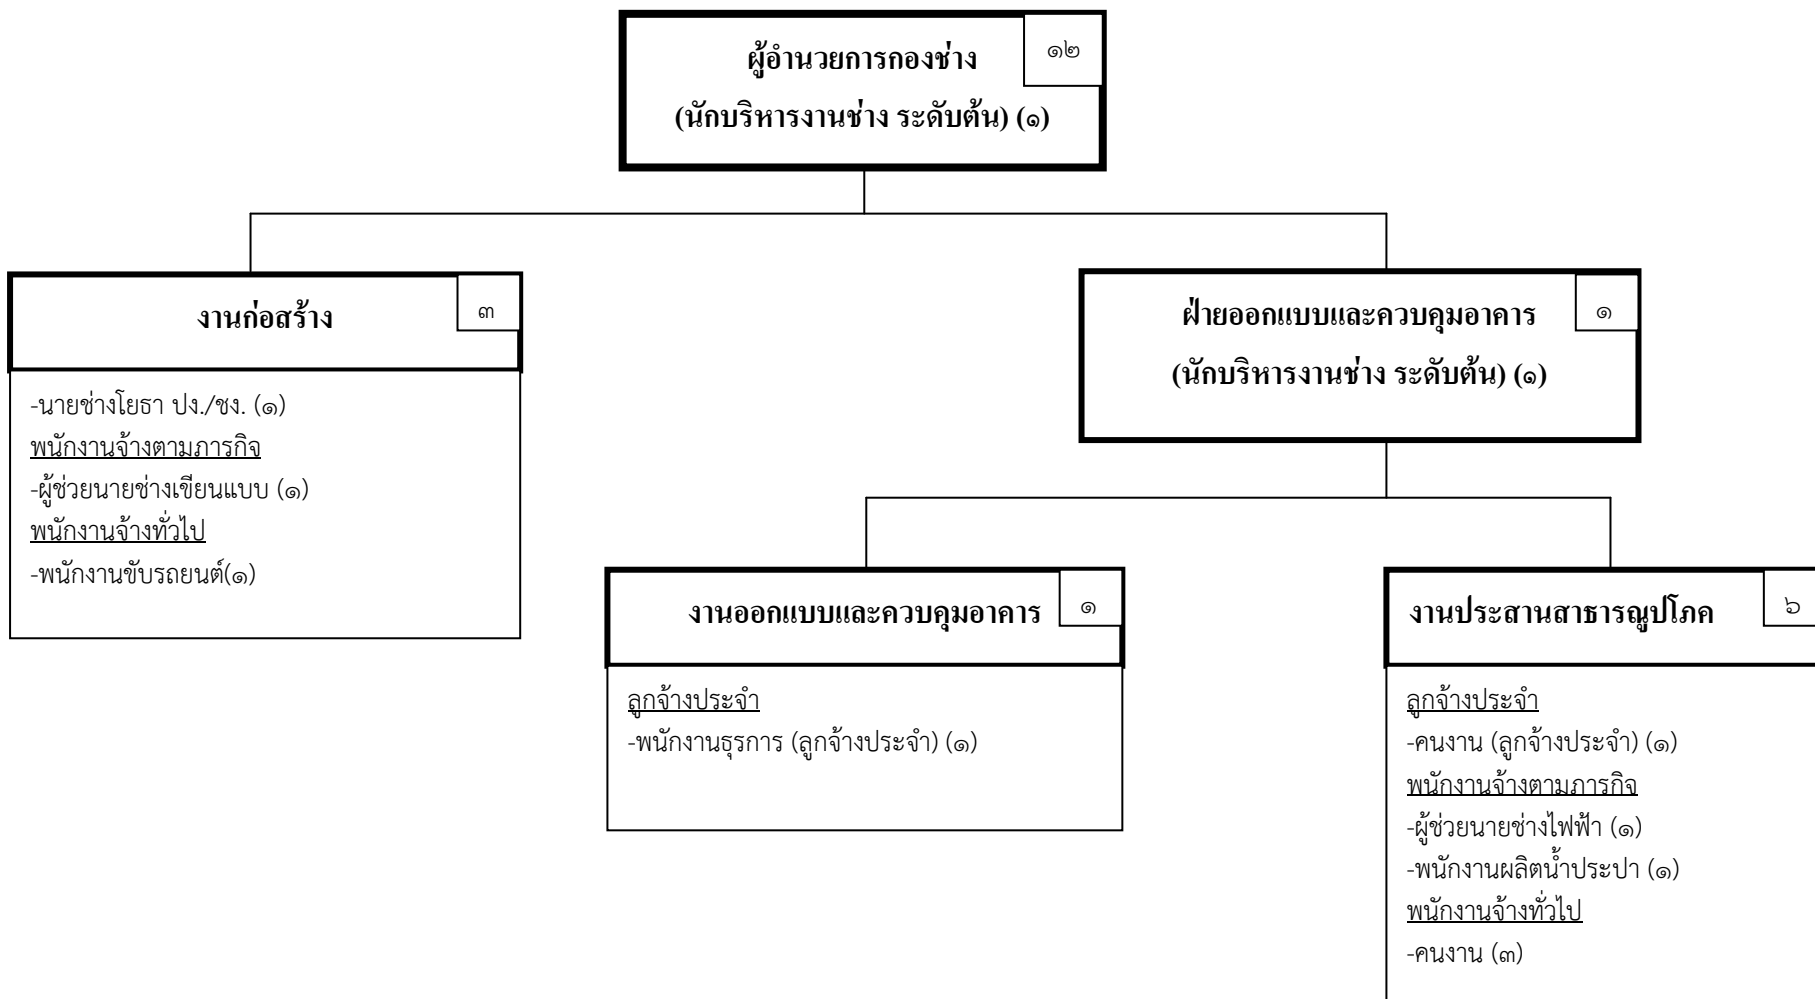 ผู้อำนวยการกองช่าง
๑๒
(นักบริหารงานช่าง ระดับต้น) (๑)
งานก่อสร้าง
๓
-นายช่างโยธา ปง./ชง. (๑)
พนักงานจ้างตามภารกิจ
-ผู้ช่วยนายช่างเขียนแบบ (๑)
พนักงานจ้างทั่วไป
-พนักงานขับรถยนต์(๑)
ฝ่ายออกแบบและควบคุมอาคาร
๑
(นักบริหารงานช่าง ระดับต้น) (๑)
งานออกแบบและควบคุมอาคาร
๑
ลูกจ้างประจำ
-พนักงานธุรการ (ลูกจ้างประจำ) (๑)
งานประสานสาธารณูปโภค
๖
ลูกจ้างประจำ
-คนงาน (ลูกจ้างประจำ) (๑)
พนักงานจ้างตามภารกิจ
-ผู้ช่วยนายช่างไฟฟ้า (๑)
-พนักงานผลิตน้ำประปา (๑)
พนักงานจ้างทั่วไป
-คนงาน (๓)